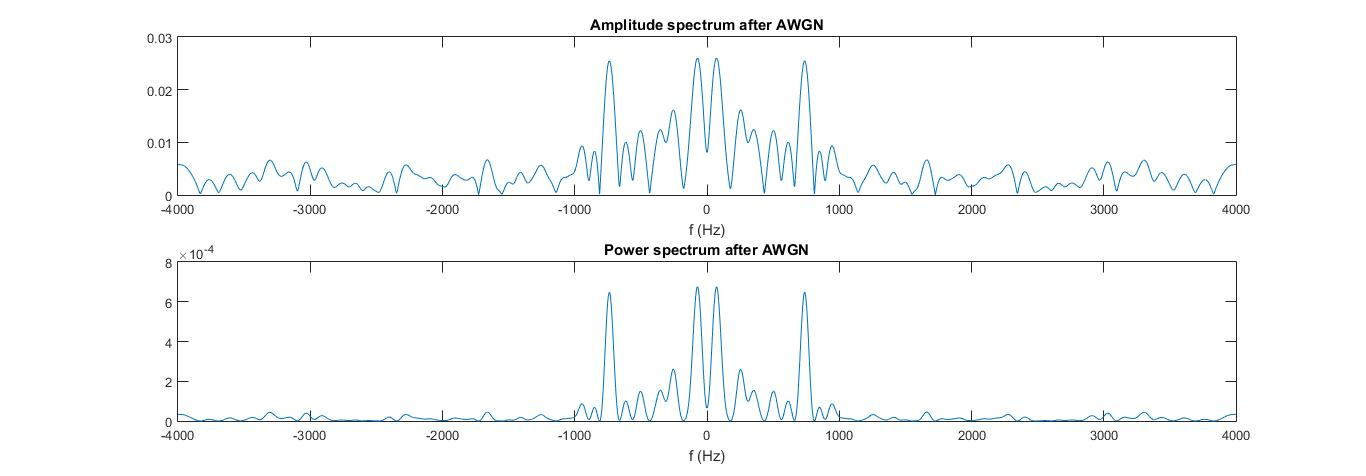 Amplitude spectrum after AWGN
0.03
0.02
0.01
0
-4000 -3000 -2000 -1000 0 1000 2000 3000 4000
f (Hz)
Power spectrum after AWGN
×10^-4
8
6
4
2
0
-4000 -3000 -2000 -1000 0 1000 2000 3000 4000
f (Hz)